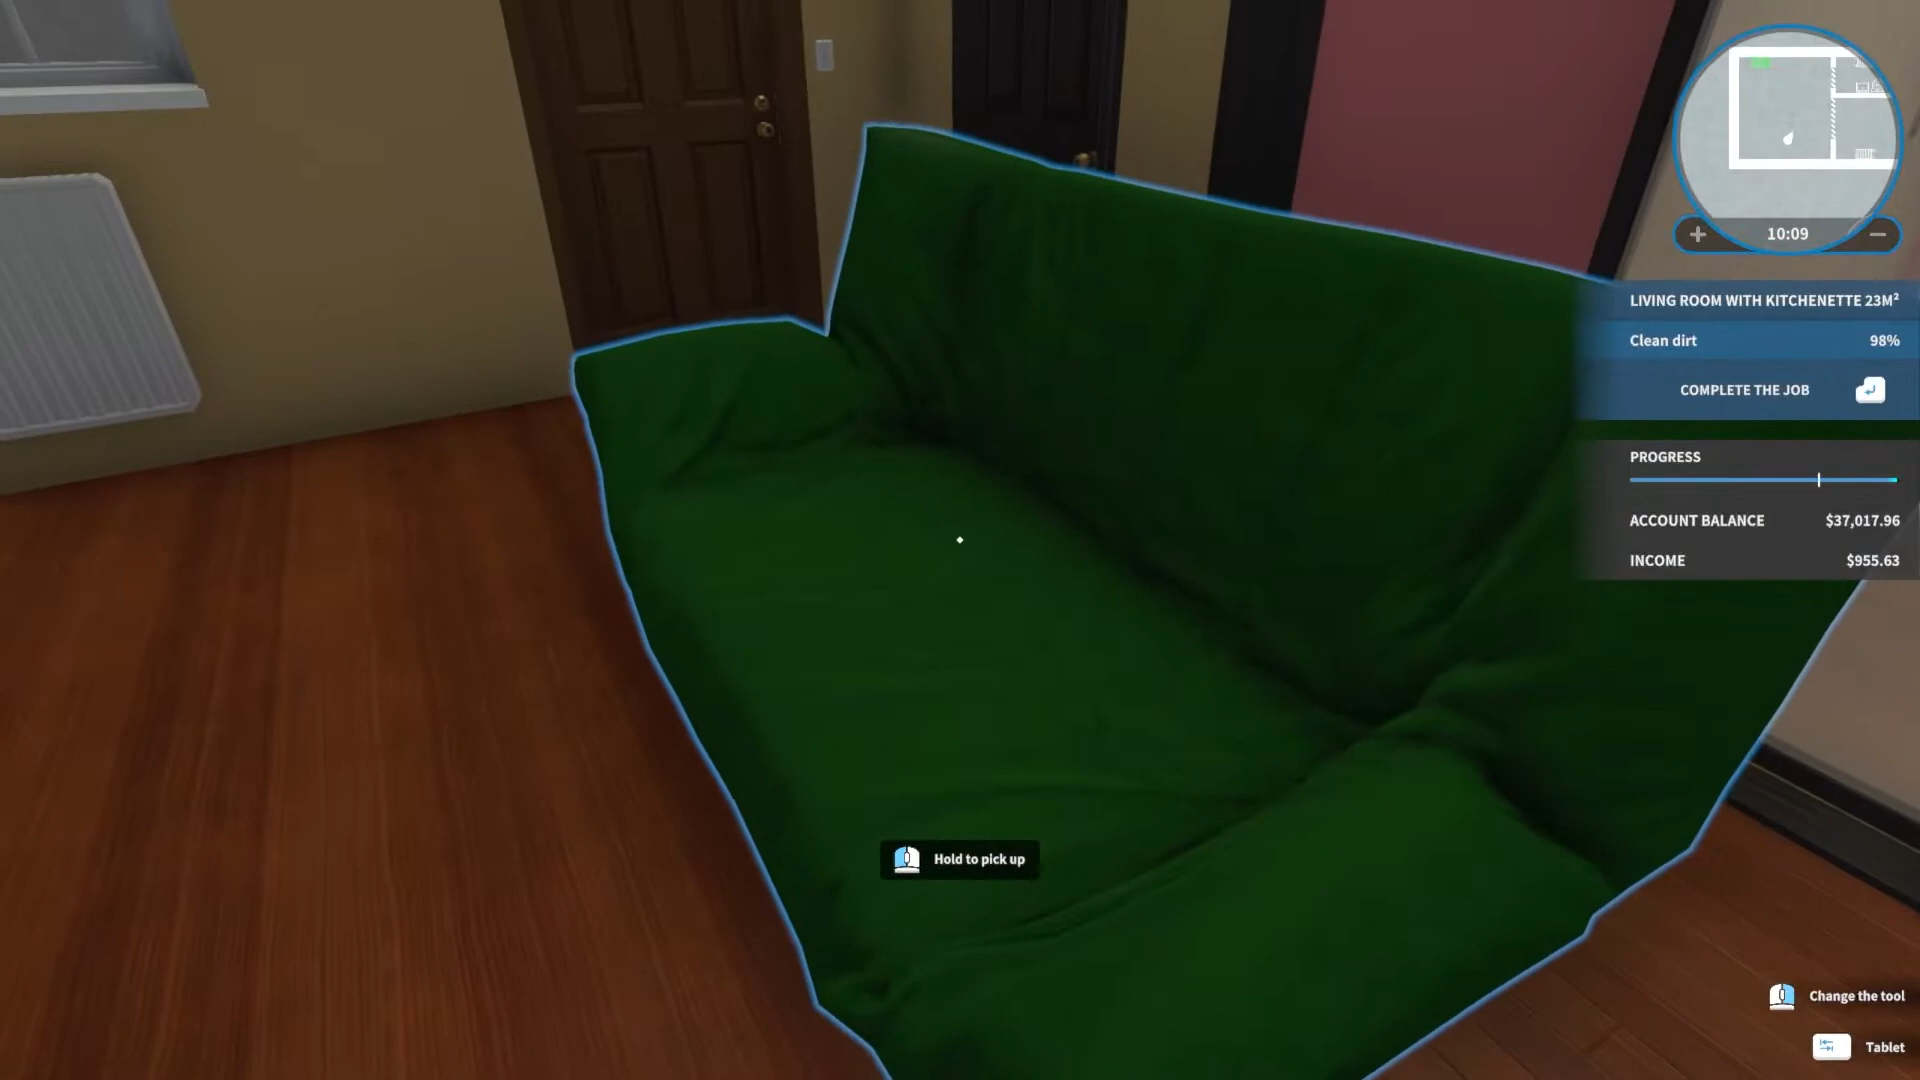 10:09
LIVING ROOM WITH KITCHENETTE 23M²
Clean dirt 98%
COMPLETE THE JOB
PROGRESS
ACCOUNT BALANCE $37,017.96
INCOME $955.63
Hold to pick up
Change the tool
Tablet